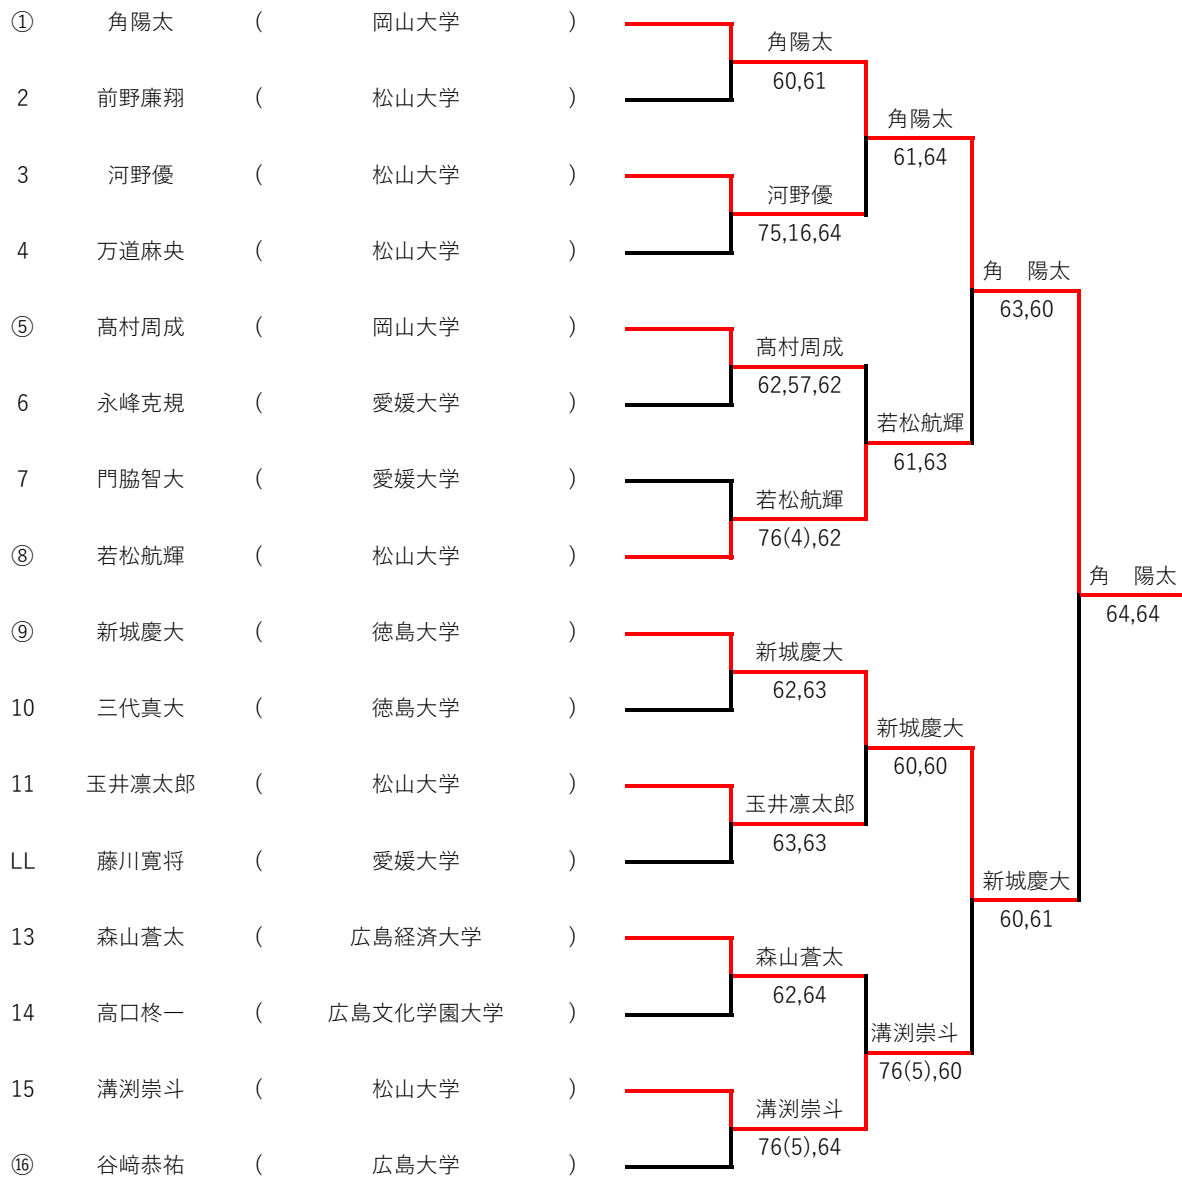 ① 角陽太 ( 岡山大学 )
角陽太
60,61
2 前野廉翔 ( 松山大学 )
角陽太
61,64
3 河野優 ( 松山大学 )
河野優
75,16,64
4 万道麻央 ( 松山大学 )
角　陽太
63,60
⑤ 髙村周成 ( 岡山大学 )
髙村周成
62,57,62
6 永峰克規 ( 愛媛大学 )
若松航輝
61,63
7 門脇智大 ( 愛媛大学 )
若松航輝
76(4),62
⑧ 若松航輝 ( 松山大学 )
角　陽太
64,64
⑨ 新城慶大 ( 徳島大学 )
新城慶大
62,63
10 三代真大 ( 徳島大学 )
新城慶大
60,60
11 玉井凛太郎 ( 松山大学 )
玉井凛太郎
63,63
LL 藤川寛将 ( 愛媛大学 )
新城慶大
60,61
13 森山蒼太 ( 広島経済大学 )
森山蒼太
62,64
14 高口柊一 ( 広島文化学園大学 )
溝渕崇斗
76(5),60
15 溝渕崇斗 ( 松山大学 )
溝渕崇斗
76(5),64
⑯ 谷﨑恭祐 ( 広島大学 )